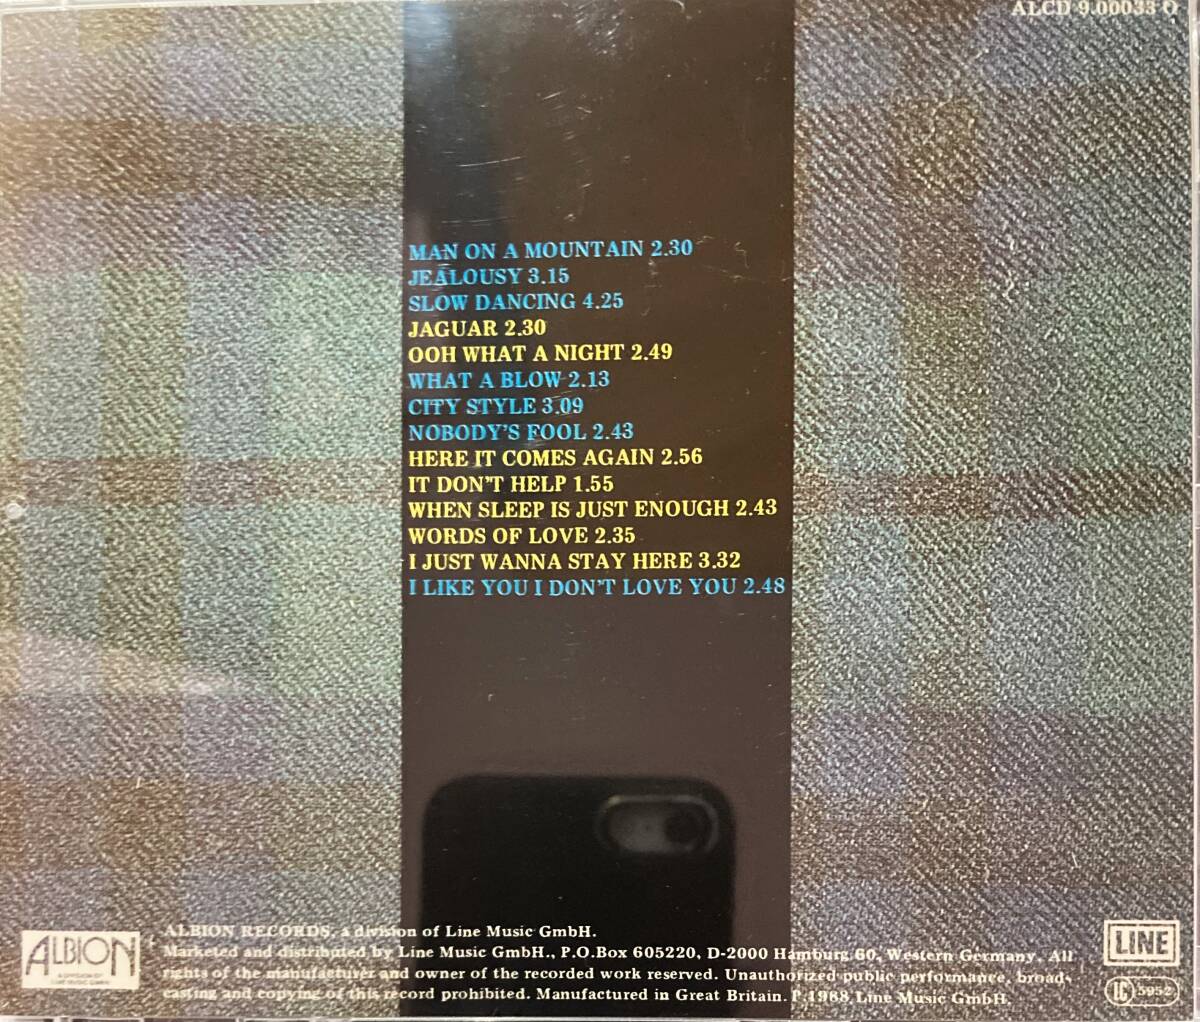 ALCD 9.00033 O
MAN ON A MOUNTAIN 2.30
JEALOUSY 3.15
SLOW DANCING 4.25
JAGUAR 2.30
OOH WHAT A NIGHT 2.49
WHAT A BLOW 2.13
CITY STYLE 3.09
NOBODY'S FOOL 2.43
HERE IT COMES AGAIN 2.56
IT DON'T HELP 1.55
WHEN SLEEP IS JUST ENOUGH 2.43
WORDS OF LOVE 2.35
I JUST WANNA STAY HERE 3.32
I LIKE YOU I DON'T LOVE YOU 2.48
ALBION RECORDS, a division of Line Music GmbH.
Marketed and distributed by Line Music GmbH., P.O.Box 605220, D-2000 Hamburg 60, Western Germany. All
rights of the manufacturer and owner of the recorded work reserved. Unauthorized public performance, broad-
casting and copying of this record prohibited. Manufactured in Great Britain. P. 1988 Line Music GmbH.
ALBION
A DIVISION OF
LINE MUSIC GMBH
LINE
LC 5952